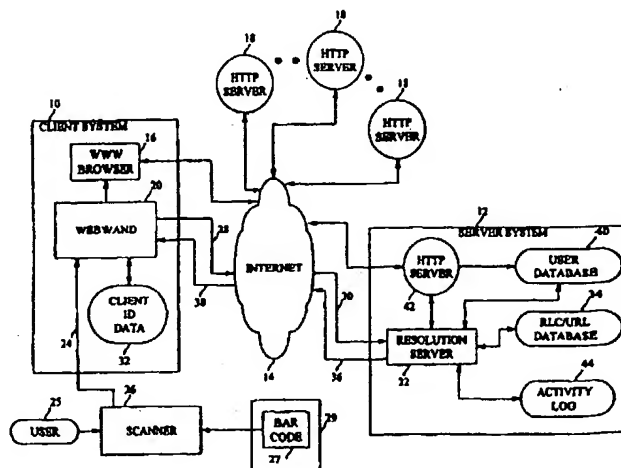 18
HTTP
SERVER
18
HTTP
SERVER
18
HTTP
SERVER
10
CLIENT SYSTEM
16
WWW
BROWSER
20
WEBWAND
28
38
CLIENT
ID DATA
32
24
INTERNET
14
30
36
12
SERVER SYSTEM
HTTP
SERVER
42
40
USER
DATABASE
34
RLC/URL
DATABASE
RESOLUTION
SERVER
22
44
ACTIVITY
LOG
25
USER
26
SCANNER
BAR
CODE
27
29